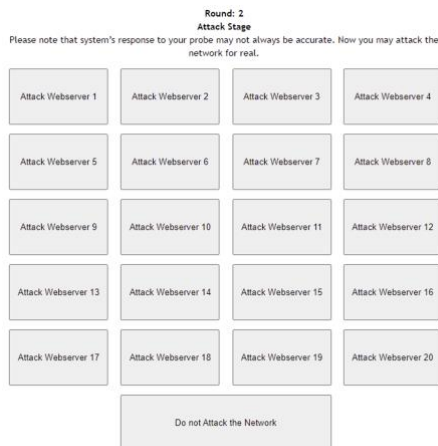 Round: 2
Attack Stage
Please note that system's response to your probe may not always be accurate. Now you may attack the
network for real.
Attack Webserver 1 Attack Webserver 2 Attack Webserver 3 Attack Webserver 4
Attack Webserver 5 Attack Webserver 6 Attack Webserver 7 Attack Webserver 8
Attack Webserver 9 Attack Webserver 10 Attack Webserver 11 Attack Webserver 12
Attack Webserver 13 Attack Webserver 14 Attack Webserver 15 Attack Webserver 16
Attack Webserver 17 Attack Webserver 18 Attack Webserver 19 Attack Webserver 20
Do not Attack the Network